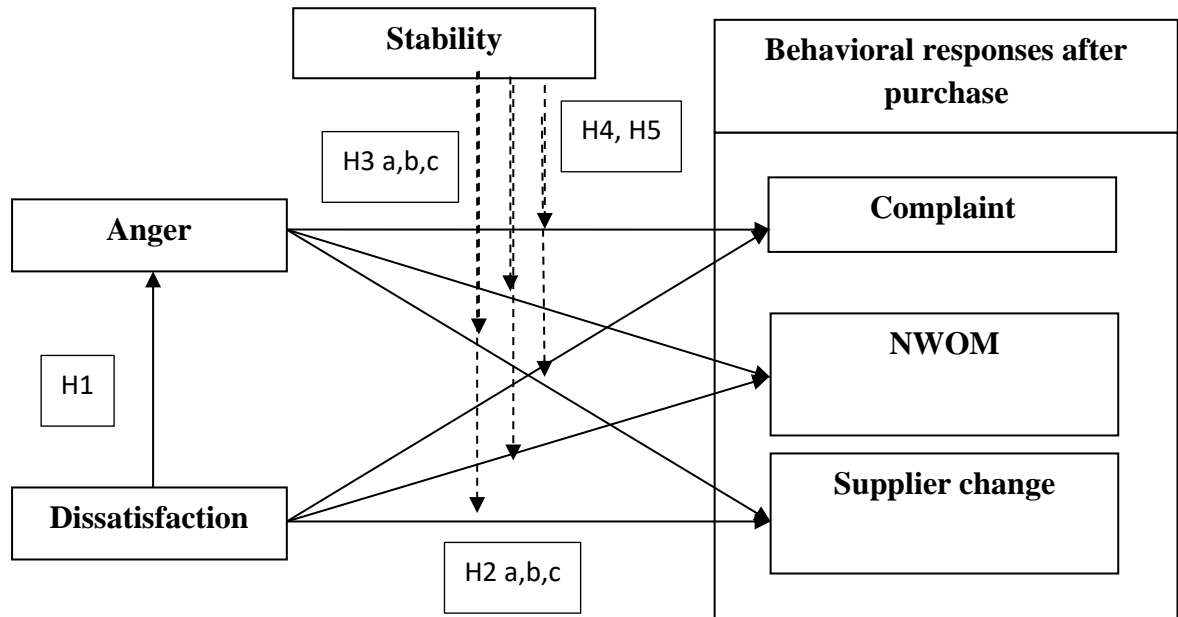 Stability
Behavioral responses after
purchase
H4, H5
H3 a,b,c
Complaint
Anger
NWOM
H1
Supplier change
Dissatisfaction
H2 a,b,c